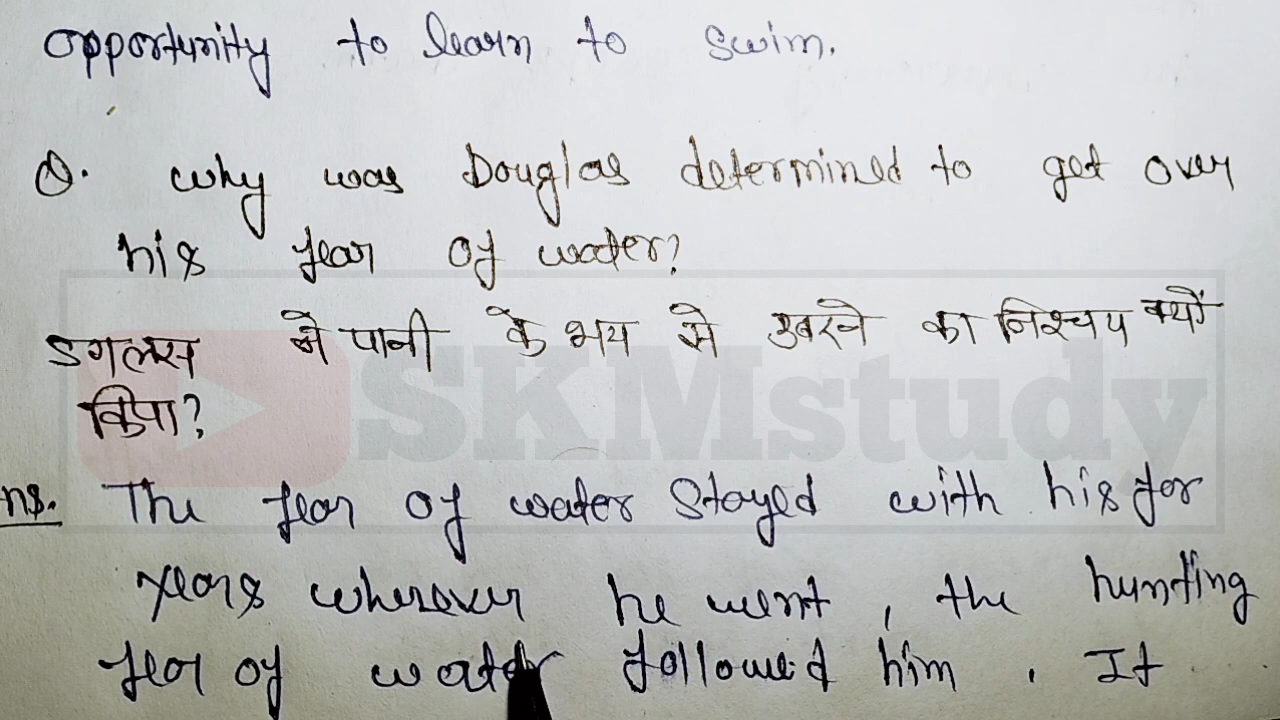 opportunity to learn to swim.
Q. why was Douglas determined to get over
his fear of water?
डगलस ने पानी के भय से उबरने का निश्चय क्यों
किया?
SKMstudy
ns. The fear of water stayed with his for
years wherever he went, the hunting
fear of water followed him. It